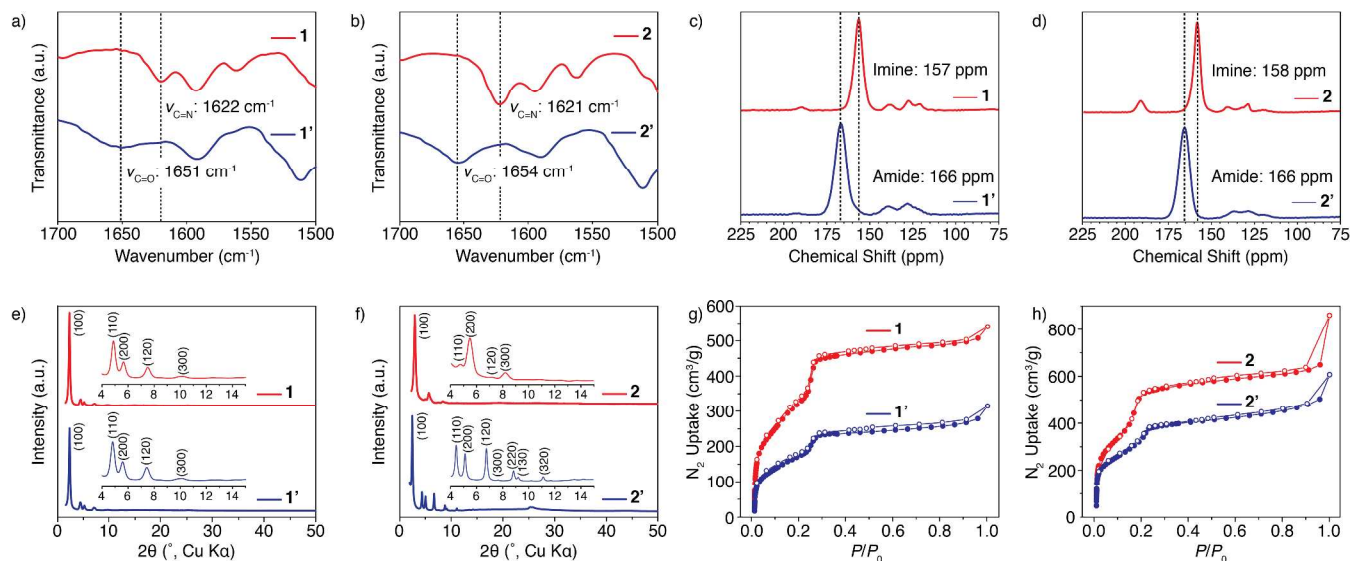 a)
1
νC=N: 1622 cm⁻¹
1’
νC=O: 1651 cm⁻¹
Transmittance (a.u.)
1700 1650 1600 1550 1500
Wavenumber (cm⁻¹)
b)
2
νC=N: 1621 cm⁻¹
2’
νC=O: 1654 cm⁻¹
Transmittance (a.u.)
1700 1650 1600 1550 1500
Wavenumber (cm⁻¹)
c)
Imine: 157 ppm
1
Amide: 166 ppm
1’
225 175 125 75
Chemical Shift (ppm)
d)
Imine: 158 ppm
2
Amide: 166 ppm
2’
225 175 125 75
Chemical Shift (ppm)
e)
(100)
(110)
(200)
(120)
(300)
4 6 8 10 12 14
1
(100)
(110)
(200)
(120)
(300)
4 6 8 10 12 14
1’
Intensity (a.u.)
0 10 20 30 40 50
2θ (°, Cu Kα)
f)
(100)
(110)
(200)
(120)
(300)
4 6 8 10 12 14
2
(100)
(110)
(200)
(120)
(300)
(220)
(130)
(320)
4 6 8 10 12 14
2’
Intensity (a.u.)
0 10 20 30 40 50
2θ (°, Cu Kα)
g)
600
500
400
300
200
100
0
N₂ Uptake (cm³/g)
1
1’
0.0 0.2 0.4 0.6 0.8 1.0
P/P₀
h)
800
600
400
200
0
N₂ Uptake (cm³/g)
2
2’
0.0 0.2 0.4 0.6 0.8 1.0
P/P₀